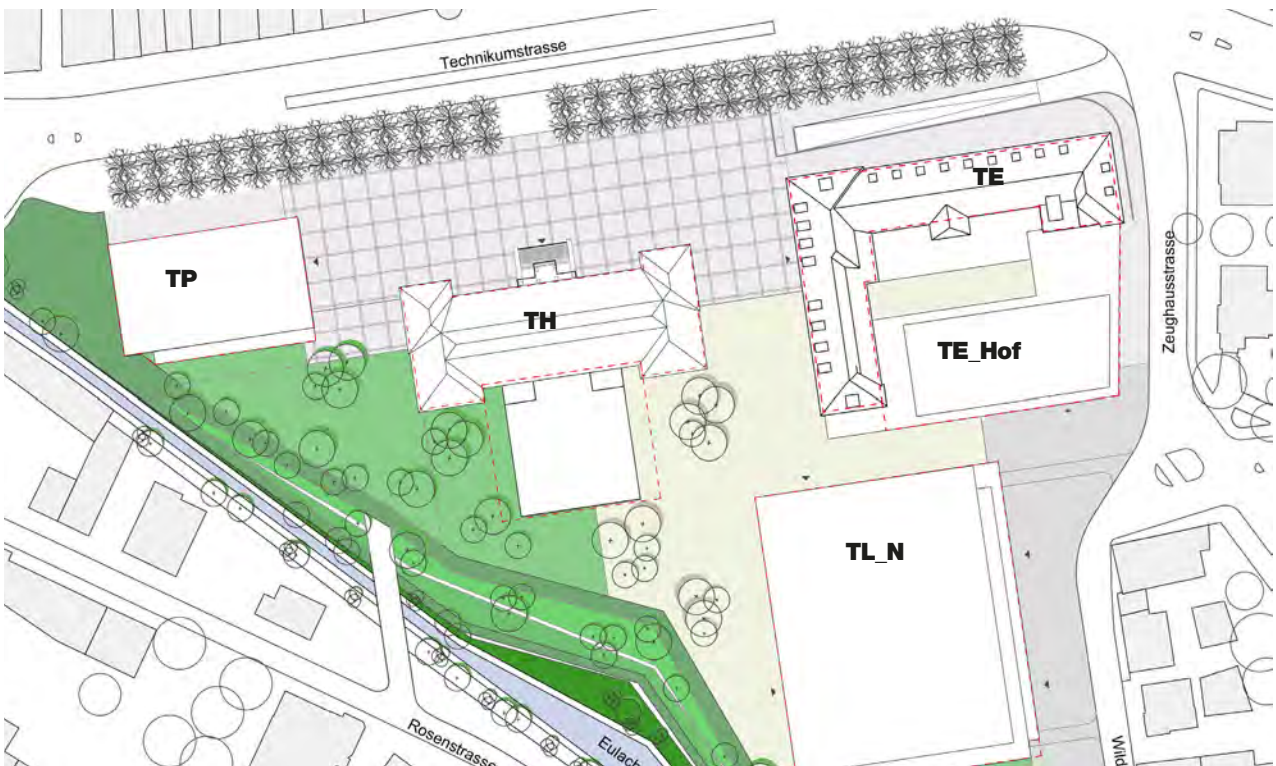 Technikumstrasse
TE
TP
TH
TE_Hof
Zeughausstrasse
TL_N
Rosenstrasse
Eulach
Wild